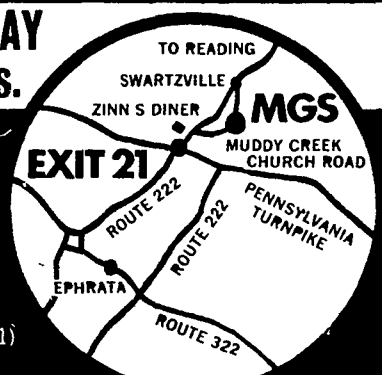 AY
S.
TO READING
SWARTZVILLE
ZINN S DINER
MGS
MUDDY CREEK
CHURCH ROAD
EXIT 21
PENNSYLVANIA
TURNPIKE
ROUTE 222
ROUTE 222
EPHRATA
ROUTE 322
1)